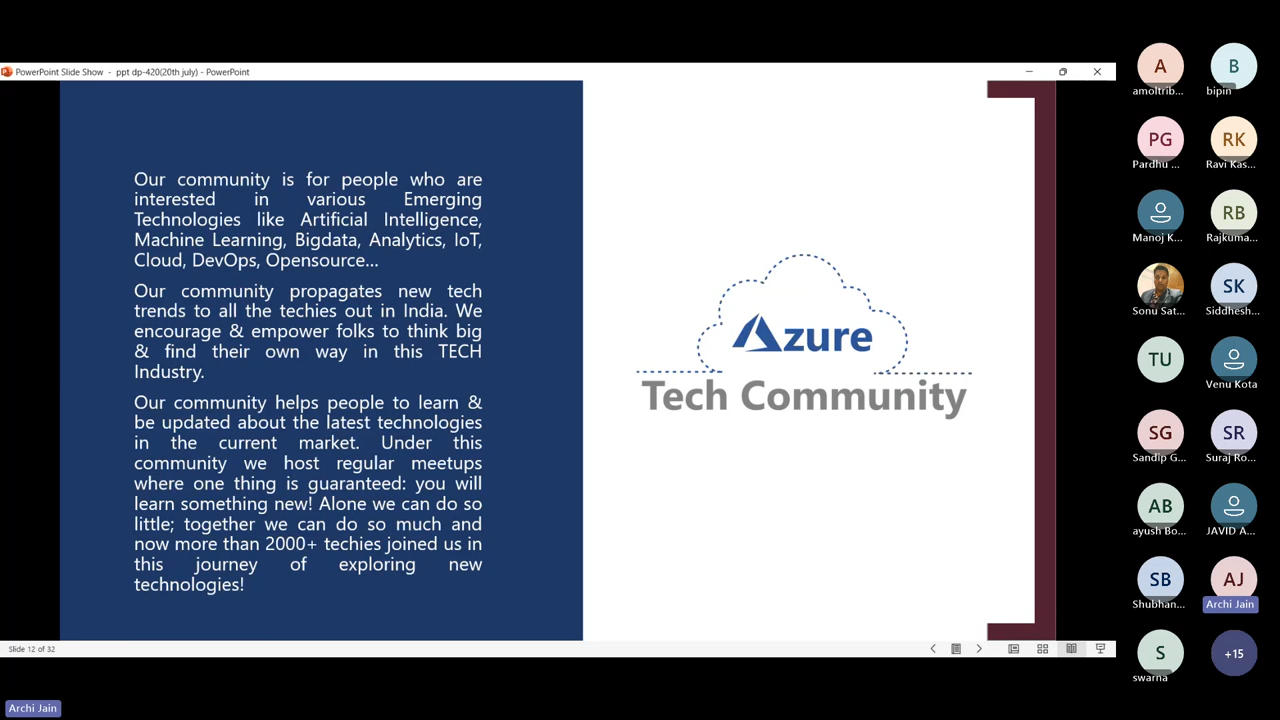 PowerPoint Slide Show - ppt dp-420(20th july) - PowerPoint
Our community is for people who are
interested in various Emerging
Technologies like Artificial Intelligence,
Machine Learning, Bigdata, Analytics, IoT,
Cloud, DevOps, Opensource...
Our community propagates new tech
trends to all the techies out in India. We
encourage & empower folks to think big
& find their own way in this TECH
Industry.
Our community helps people to learn &
be updated about the latest technologies
in the current market. Under this
community we host regular meetups
where one thing is guaranteed: you will
learn something new! Alone we can do so
little; together we can do so much and
now more than 2000+ techies joined us in
this journey of exploring new
technologies!
Azure
Tech Community
Slide 12 of 32
Archi Jain
A
amoltrib...
B
bipin
PG
Pardhu ...
RK
Ravi Kas...
Manoj K...
RB
Rajkuma...
Sonu Sat...
SK
Siddhesh...
TU
Venu Kota
SG
Sandip G...
SR
Suraj Ro...
AB
ayush Bo...
JAVID A...
SB
Shubhan...
AJ
Archi Jain
S
swarna
+15